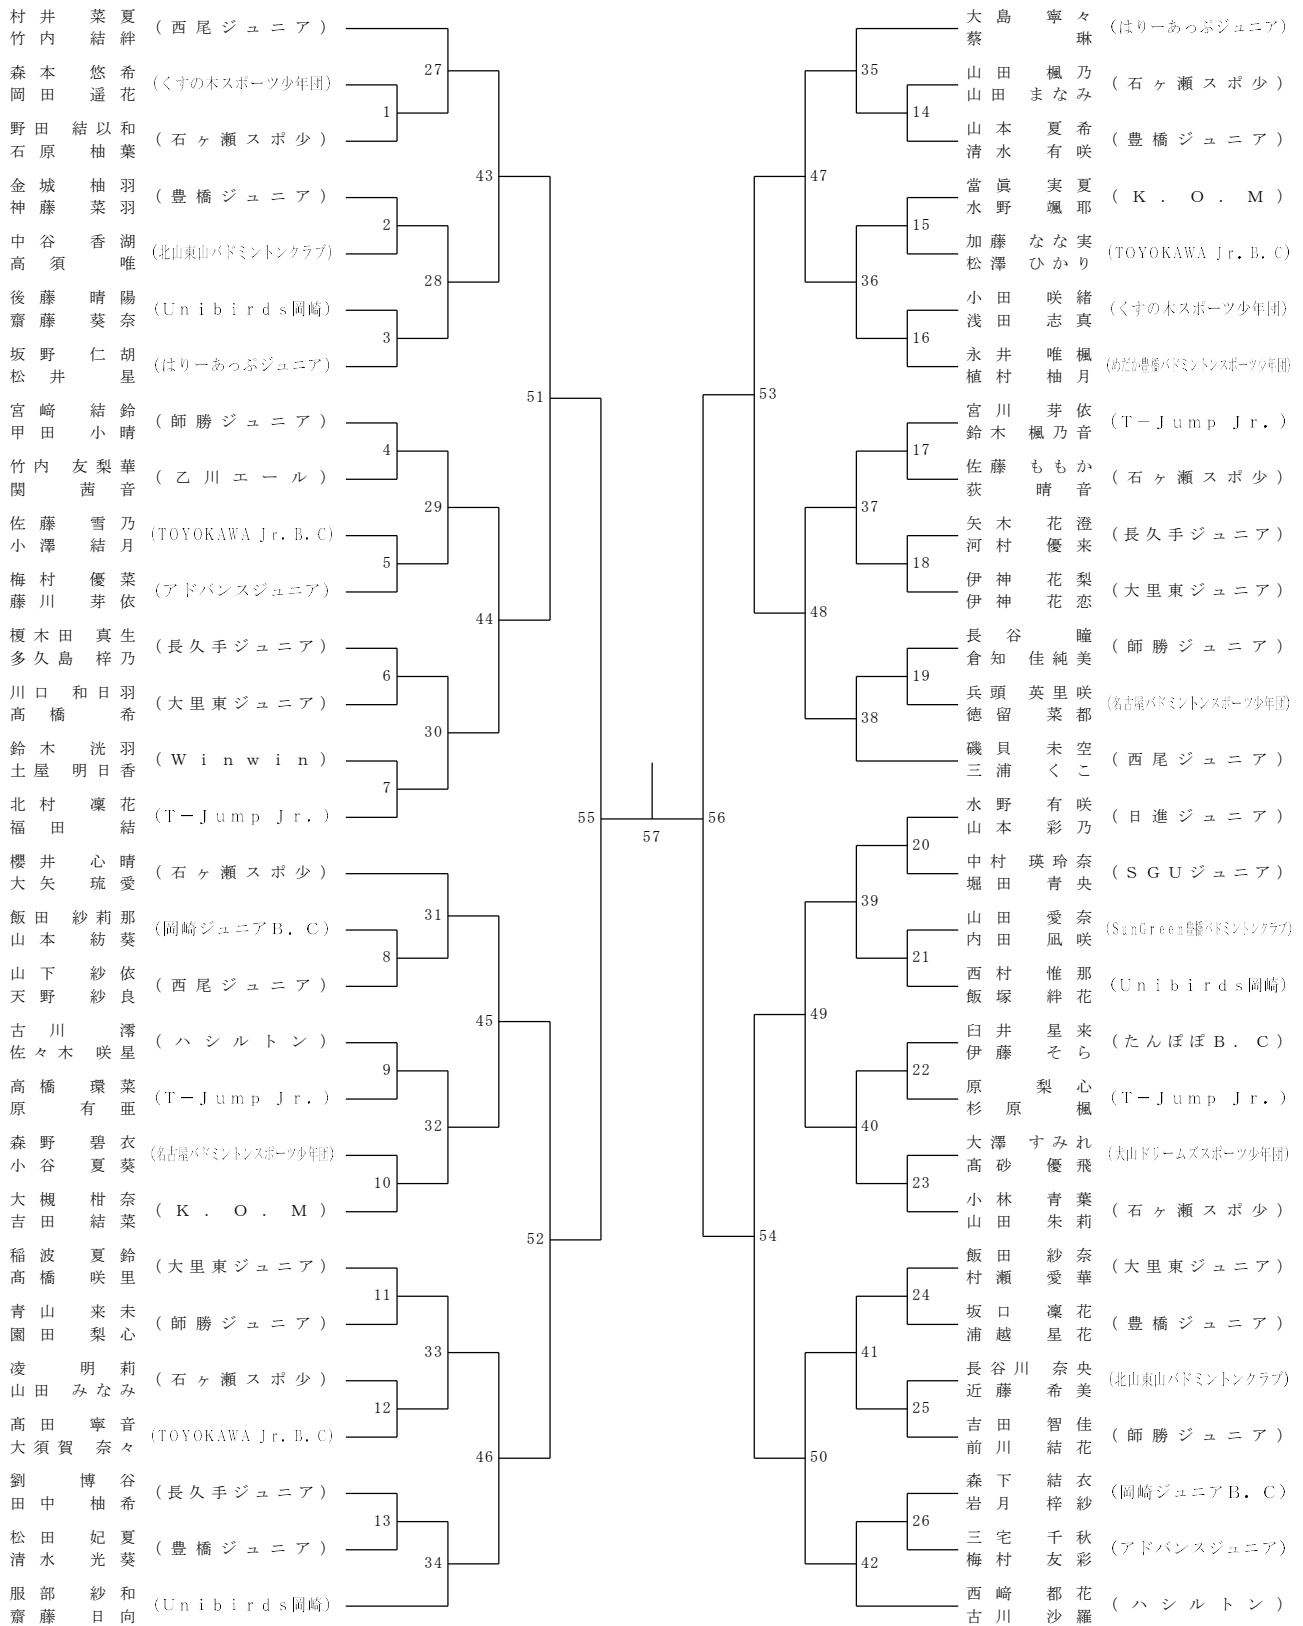 村井 菜夏
竹内 結絆
(西尾ジュニア)
森本 悠希
岡田 遥花
(くすの木スポーツ少年団)
野田 結以和
石原 柚葉
(石ヶ瀬スポ少)
金城 柚羽
神藤 菜羽
(豊橋ジュニア)
中谷 香湖
高須 唯
(北山東山バドミントンクラブ)
後藤 晴陽
齋藤 葵奈
(Unibirds岡崎)
坂野 仁胡
松井 星
(はりーあっぷジュニア)
宮﨑 結鈴
甲田 小晴
(師勝ジュニア)
竹内 友梨華
関 茜音
(乙川エール)
佐藤 雪乃
小澤 結月
(TOYOKAWA Jr.B.C)
梅村 優菜
藤川 芽依
(アドバンスジュニア)
榎木田 真生
多久島 梓乃
(長久手ジュニア)
川口 和日羽
髙橋 希
(大里東ジュニア)
鈴木 洸羽
土屋 明日香
(Winwin)
北村 凜花
福田 結
(T－Jump Jr.)
櫻井 心晴
大矢 琉愛
(石ヶ瀬スポ少)
飯田 紗莉那
山本 紡葵
(岡崎ジュニアB.C)
山下 紗依
天野 紗良
(西尾ジュニア)
古川 澪
佐々木 咲星
(ハシルトン)
高橋 環菜
原 有亜
(T－Jump Jr.)
森野 碧衣
小谷 夏葵
(名古屋バドミントンスポーツ少年団)
大槻 柑奈
吉田 結菜
(K.O.M)
稲波 夏鈴
髙橋 咲里
(大里東ジュニア)
青山 来未
園田 梨心
(師勝ジュニア)
凌 明莉
山田 みなみ
(石ヶ瀬スポ少)
髙田 寧音
大須賀 奈々
(TOYOKAWA Jr.B.C)
劉 博谷
田中 柚希
(長久手ジュニア)
松田 妃夏
清水 光葵
(豊橋ジュニア)
服部 紗和
齋藤 日向
(Unibirds岡崎)
1
2
3
4
5
6
7
8
9
10
11
12
13
27
28
29
30
31
32
33
34
43
44
45
46
51
52
55
57
56
53
54
47
48
49
50
35
36
37
38
39
40
41
42
14
15
16
17
18
19
20
21
22
23
24
25
26
大島 寧々
蔡 琳
(はりーあっぷジュニア)
山田 楓乃
山田 まなみ
(石ヶ瀬スポ少)
山本 夏希
清水 有咲
(豊橋ジュニア)
當眞 実夏
水野 颯耶
(K.O.M)
加藤 なな実
松澤 ひかり
(TOYOKAWA Jr.B.C)
小田 咲緒
浅田 志真
(くすの木スポーツ少年団)
永井 唯楓
植村 柚月
(めだか豊橋バドミントンスポーツ少年団)
宮川 芽依
鈴木 楓乃音
(T－Jump Jr.)
佐藤 ももか
荻 晴音
(石ヶ瀬スポ少)
矢木 花澄
河村 優来
(長久手ジュニア)
伊神 花梨
伊神 花恋
(大里東ジュニア)
長谷 瞳
倉知 佳純美
(師勝ジュニア)
兵頭 英里咲
徳留 菜都
(名古屋バドミントンスポーツ少年団)
磯貝 未空
三浦 くこ
(西尾ジュニア)
水野 有咲
山本 彩乃
(日進ジュニア)
中村 瑛玲奈
堀田 青央
(SGUジュニア)
山田 愛奈
内田 凪咲
(SunGreen豊橋バドミントンクラブ)
西村 惟那
飯塚 絆花
(Unibirds岡崎)
臼井 星来
伊藤 そら
(たんぽぽB.C)
原 梨心
杉原 楓
(T－Jump Jr.)
大澤 すみれ
髙砂 優飛
(犬山ドリームズスポーツ少年団)
小林 青葉
山田 朱莉
(石ヶ瀬スポ少)
飯田 紗奈
村瀬 愛華
(大里東ジュニア)
坂口 凜花
浦越 星花
(豊橋ジュニア)
長谷川 奈央
近藤 希美
(北山東山バドミントンクラブ)
吉田 智佳
前川 結花
(師勝ジュニア)
森下 結衣
岩月 梓紗
(岡崎ジュニアB.C)
三宅 千秋
梅村 友彩
(アドバンスジュニア)
西﨑 都花
古川 沙羅
(ハシルトン)